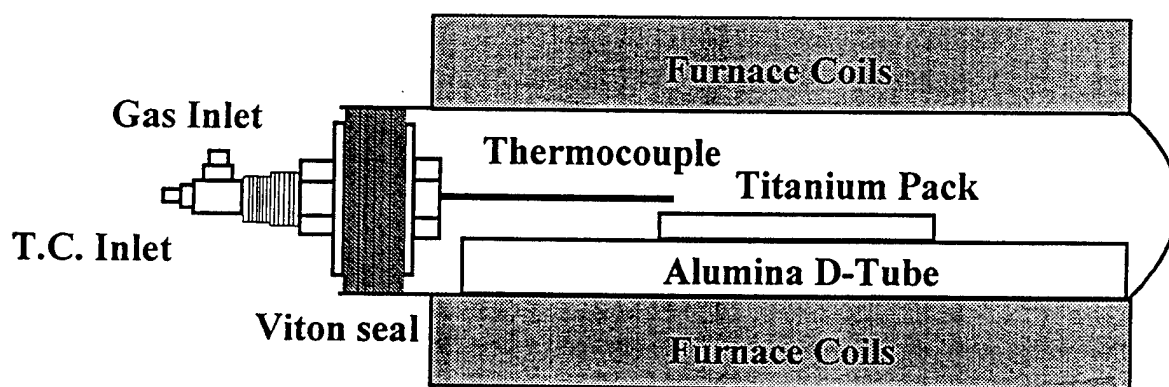 Furnace Coils
Gas Inlet
Thermocouple
Titanium Pack
T.C. Inlet
Alumina D-Tube
Viton seal
Furnace Coils